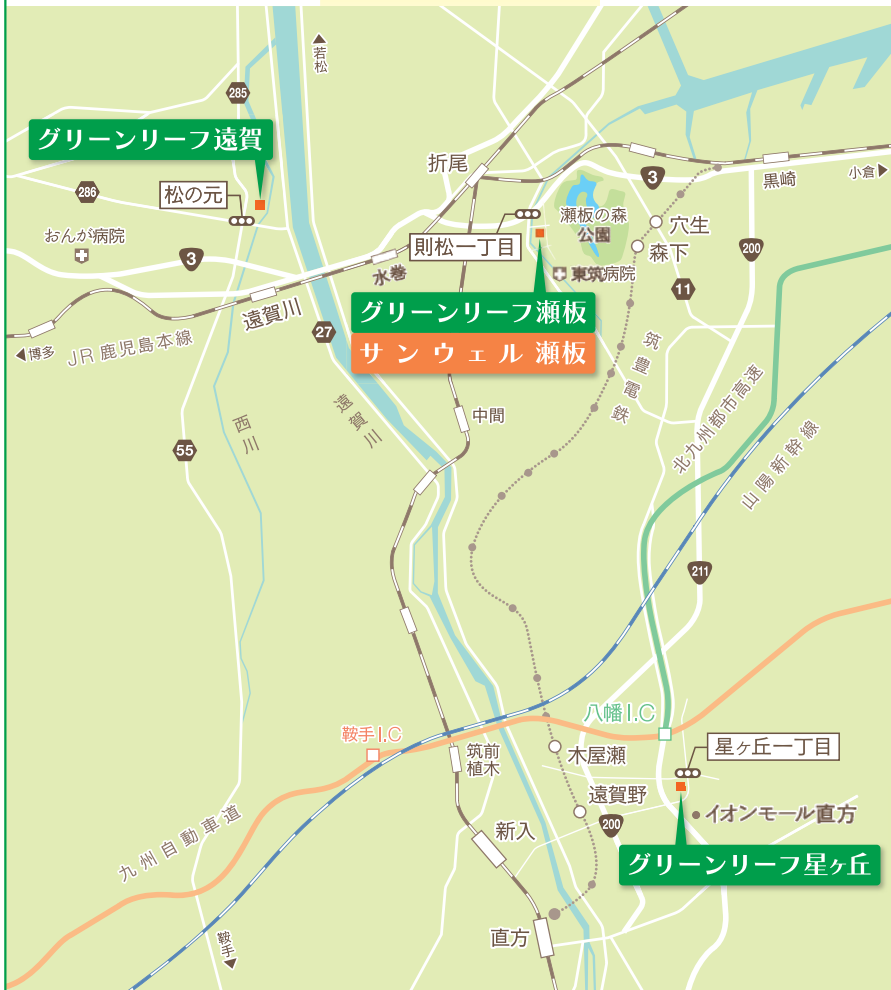 若松
285
グリーンリーフ遠賀
折尾
3
黒崎
小倉
286
松の元
瀬板の森
公園
穴生
おんが病院
則松一丁目
森下
200
3
水巻
東筑病院
11
遠賀川
グリーンリーフ瀬板
27
サンウェル 瀬板
博多
JR鹿児島本線
筑豊電鉄
西川
遠賀川
中間
北九州都市高速
山陽新幹線
55
211
鞍手I.C
八幡I.C
星ヶ丘一丁目
筑前
植木
木屋瀬
遠賀野
イオンモール直方
九州自動車道
新入
200
グリーンリーフ星ヶ丘
鞍手
直方